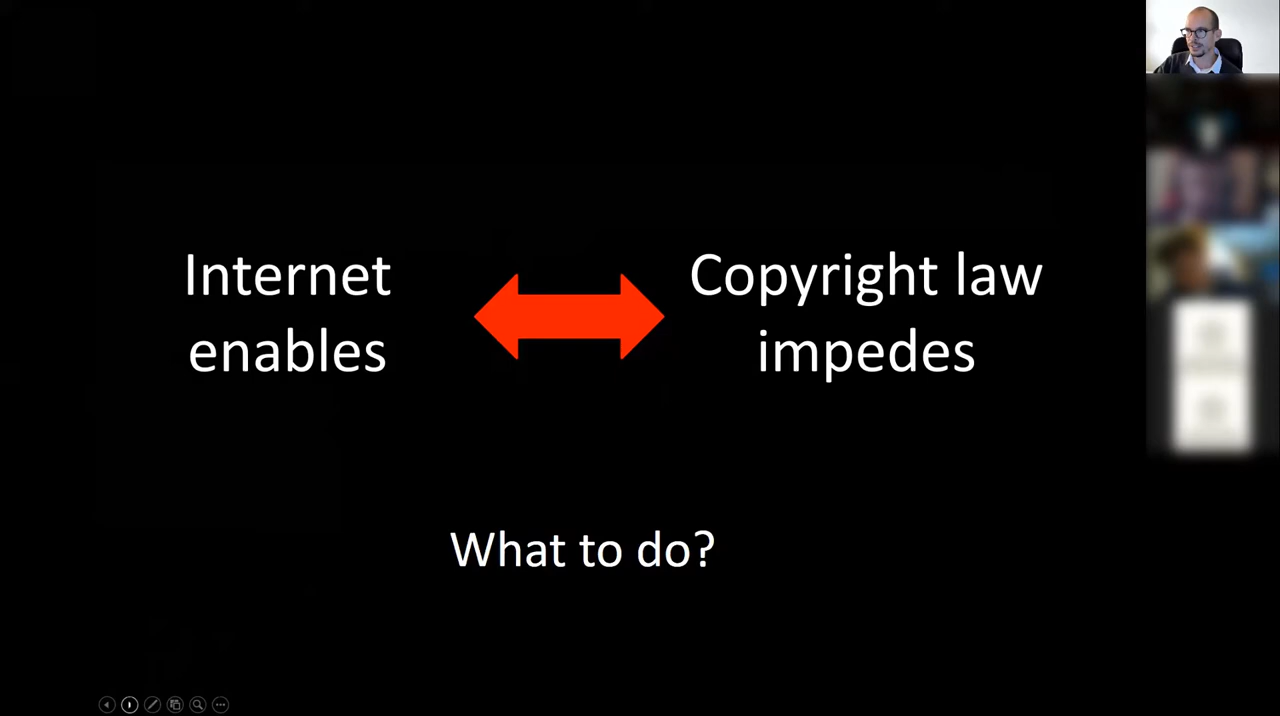 Internet
enables
Copyright law
impedes
What to do?